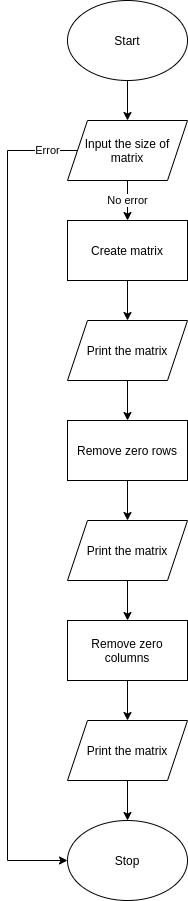 Start
Input the size of
matrix
Error
No error
Create matrix
Print the matrix
Remove zero rows
Print the matrix
Remove zero
columns
Print the matrix
Stop